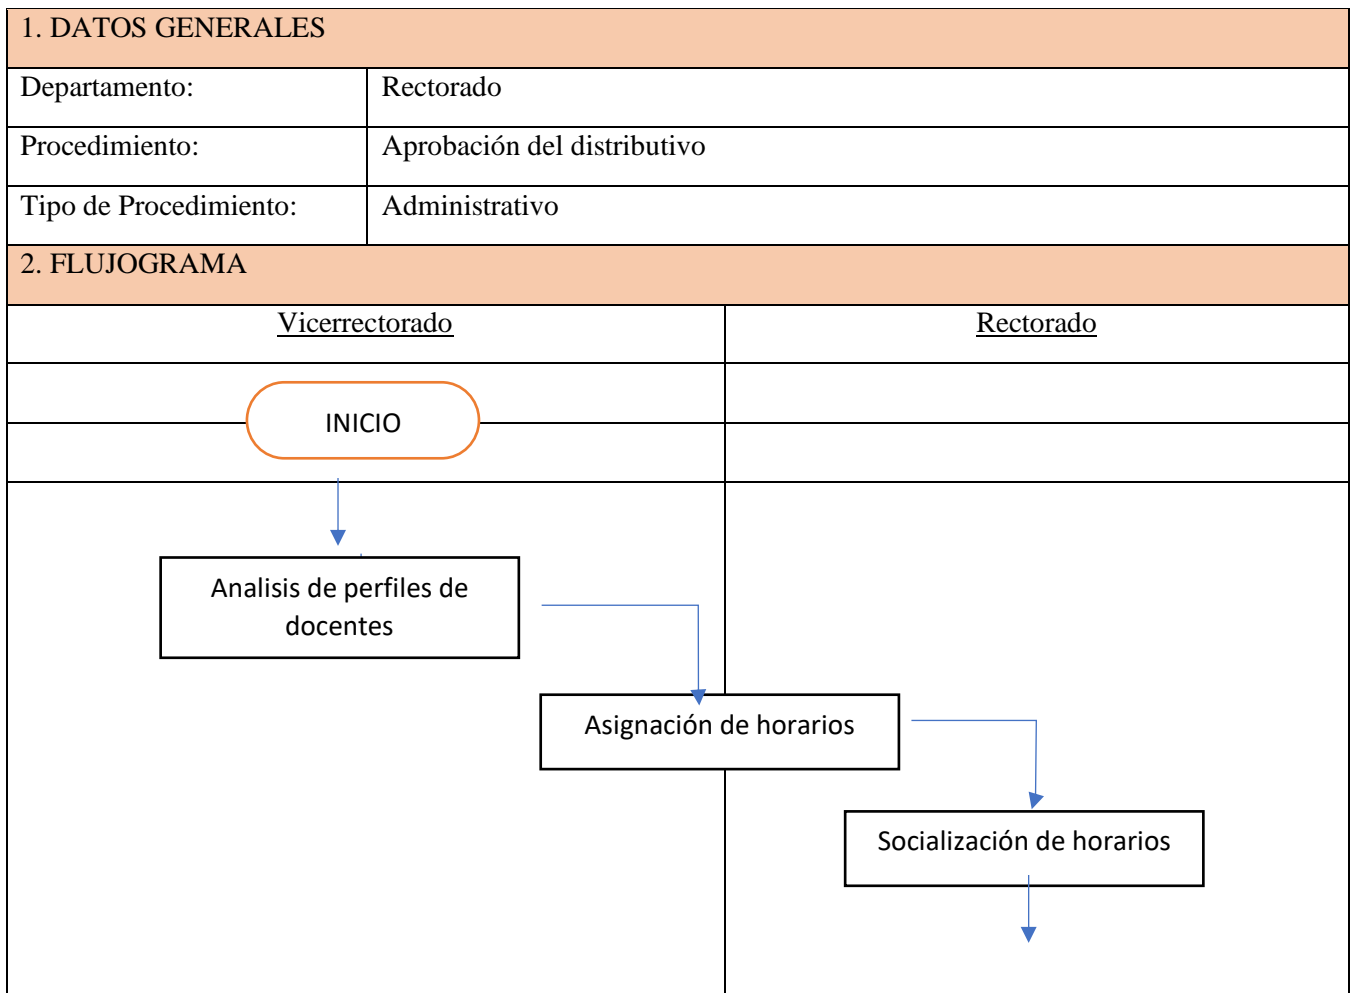 1. DATOS GENERALES
Departamento:
Rectorado
Procedimiento:
Aprobación del distributivo
Tipo de Procedimiento:
Administrativo
2. FLUJOGRAMA
Vicerrectorado
Rectorado
INICIO
Analisis de perfiles de
docentes
Asignación de horarios
Socialización de horarios